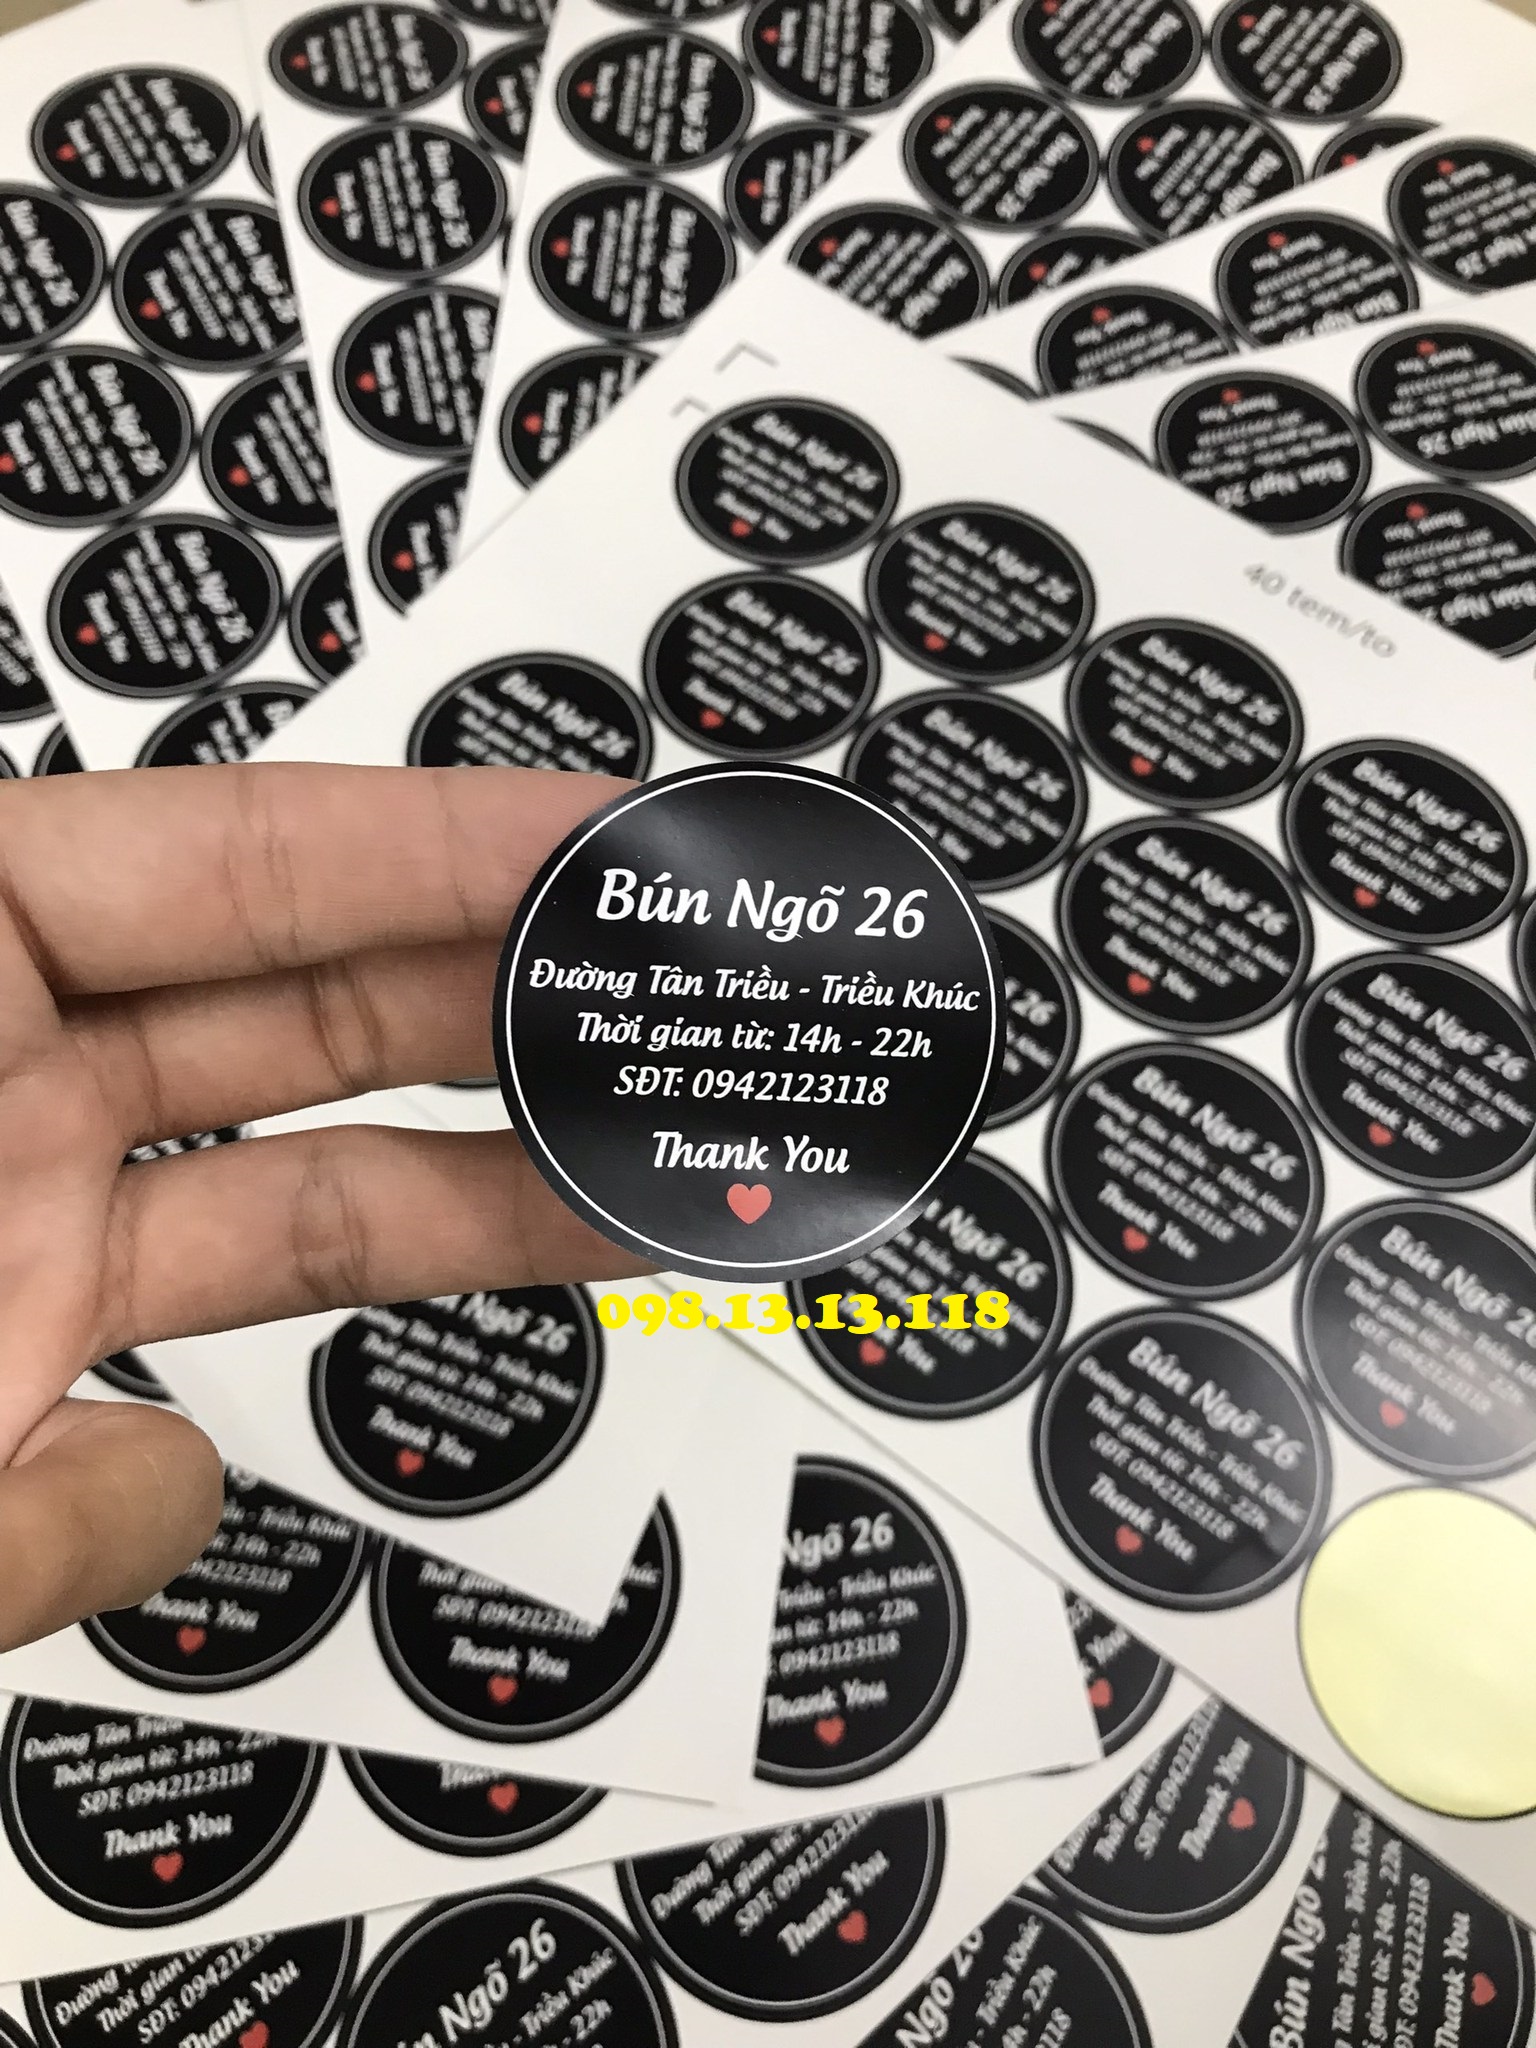 40 tem/to
Bún Ngõ 26
Đường Tân Triều - Triều Khúc
Thời gian từ: 14h - 22h
SĐT: 0942123118
Thank You
098.13.13.118